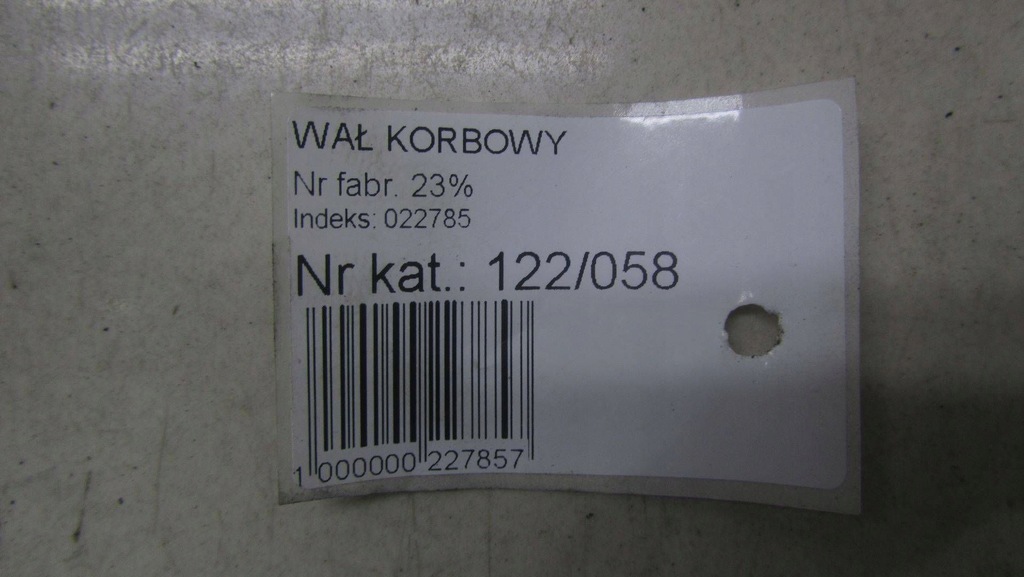 WAŁ KORBOWY
Nr fabr. 23%
Indeks: 022785
Nr kat.: 122/058
1 000000 227857